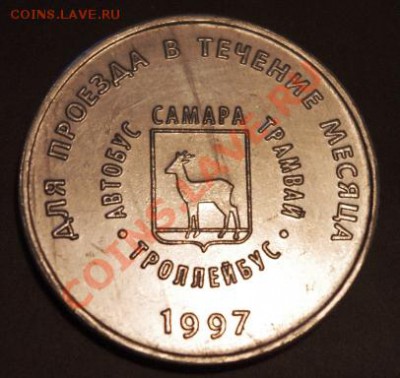 COINS.LAVE.RU
ДЛЯ ПРОЕЗДА В ТЕЧЕНИЕ МЕСЯЦА
САМАРА
АВТОБУС
ТРАМВАЙ
· ТРОЛЛЕЙБУС ·
1997
COINS.LAVE.RU